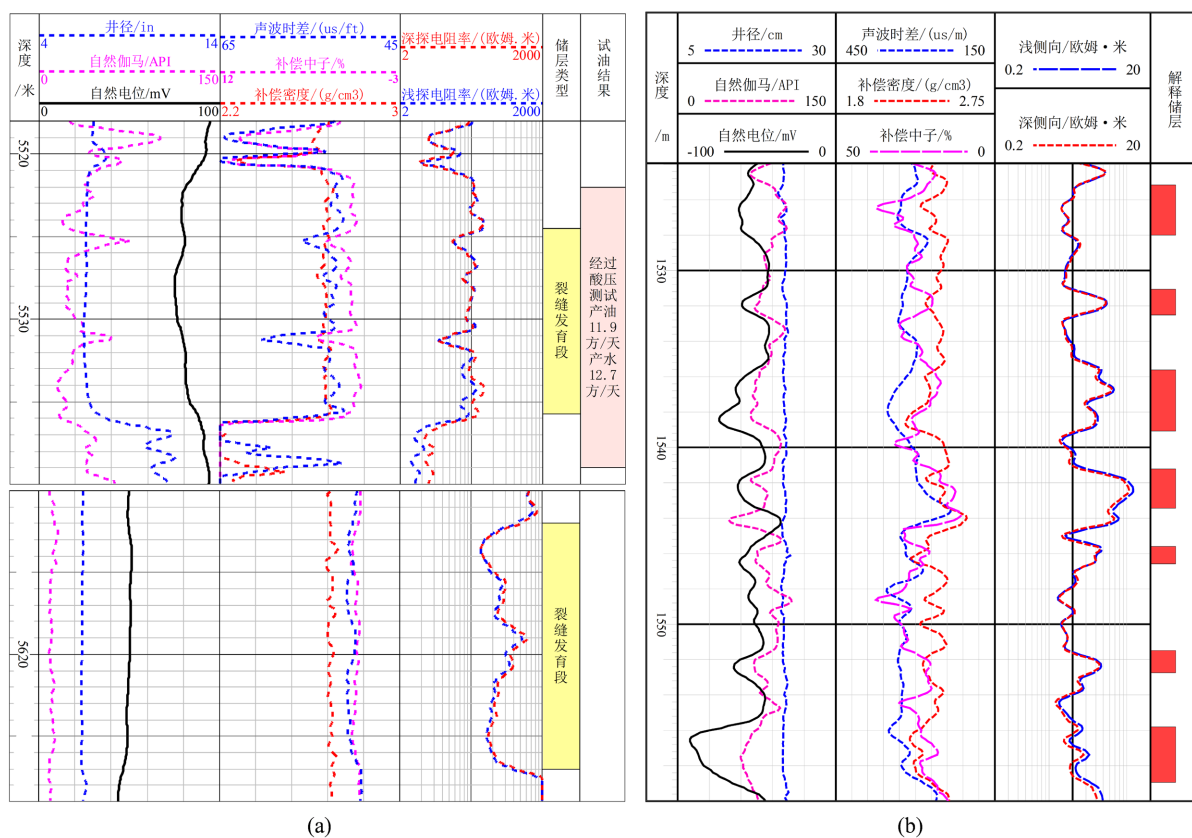 深度/米
井径/in
4 14
自然伽马/API
0 150
自然电位/mV
0 100
声波时差/(us/ft)
65 45
补偿中子/%
12 -3
补偿密度/(g/cm3)
2.2 3
深探电阻率/(欧姆.米)
2 2000
浅探电阻率/(欧姆.米)
2 2000
储层类型
试油结果
5520
5530
裂缝发育段
经过
酸压
测试
产油
11.9
方/天
产水
12.7
方/天
5620
裂缝发育段
(a)
深度/m
井径/cm
5 30
自然伽马/API
0 150
自然电位/mV
-100 0
声波时差/(us/m)
450 150
补偿密度/(g/cm3)
1.8 2.75
补偿中子/%
50 0
浅侧向/欧姆·米
0.2 20
深侧向/欧姆·米
0.2 20
解释储层
1530
1540
1550
(b)